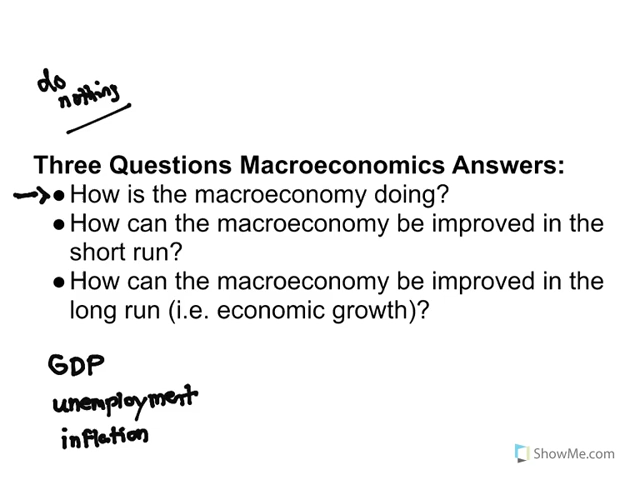 do
nothing
Three Questions Macroeconomics Answers:
● How is the macroeconomy doing?
● How can the macroeconomy be improved in the
short run?
● How can the macroeconomy be improved in the
long run (i.e. economic growth)?
GDP
unemployment
inflation
ShowMe.com